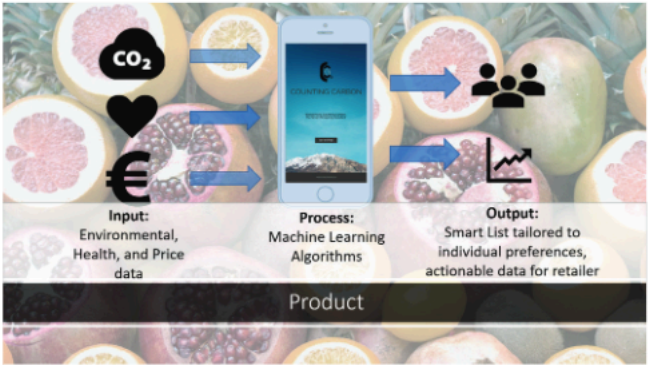 CO₂
COUNTING CARBON
€
Input:
Environmental,
Health, and Price
data
Process:
Machine Learning
Algorithms
Output:
Smart List tailored to
individual preferences,
actionable data for retailer
Product